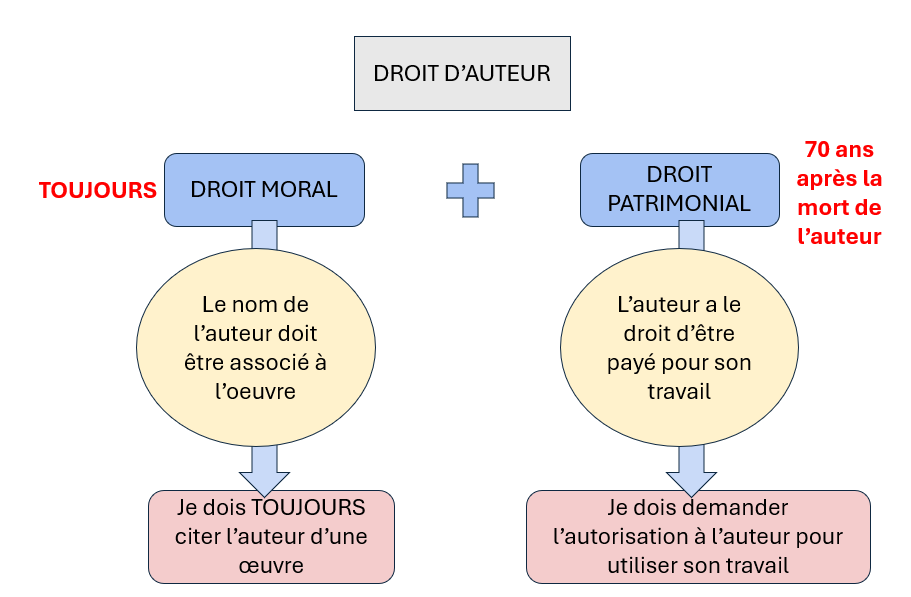 DROIT D’AUTEUR
TOUJOURS
DROIT MORAL
DROIT
PATRIMONIAL
70 ans
après la
mort de
l’auteur
Le nom de
l’auteur doit
être associé à
l’oeuvre
L’auteur a le
droit d’être
payé pour son
travail
Je dois TOUJOURS
citer l’auteur d’une
œuvre
Je dois demander
l’autorisation à l’auteur pour
utiliser son travail